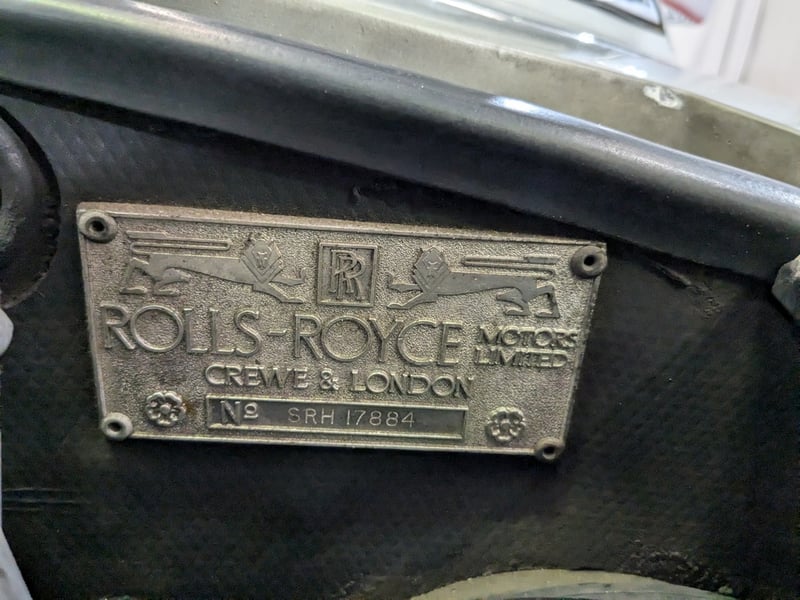 RR
ROLLS-ROYCE MOTORS LIMITED
CREWE & LONDON
Nº SRH 17884